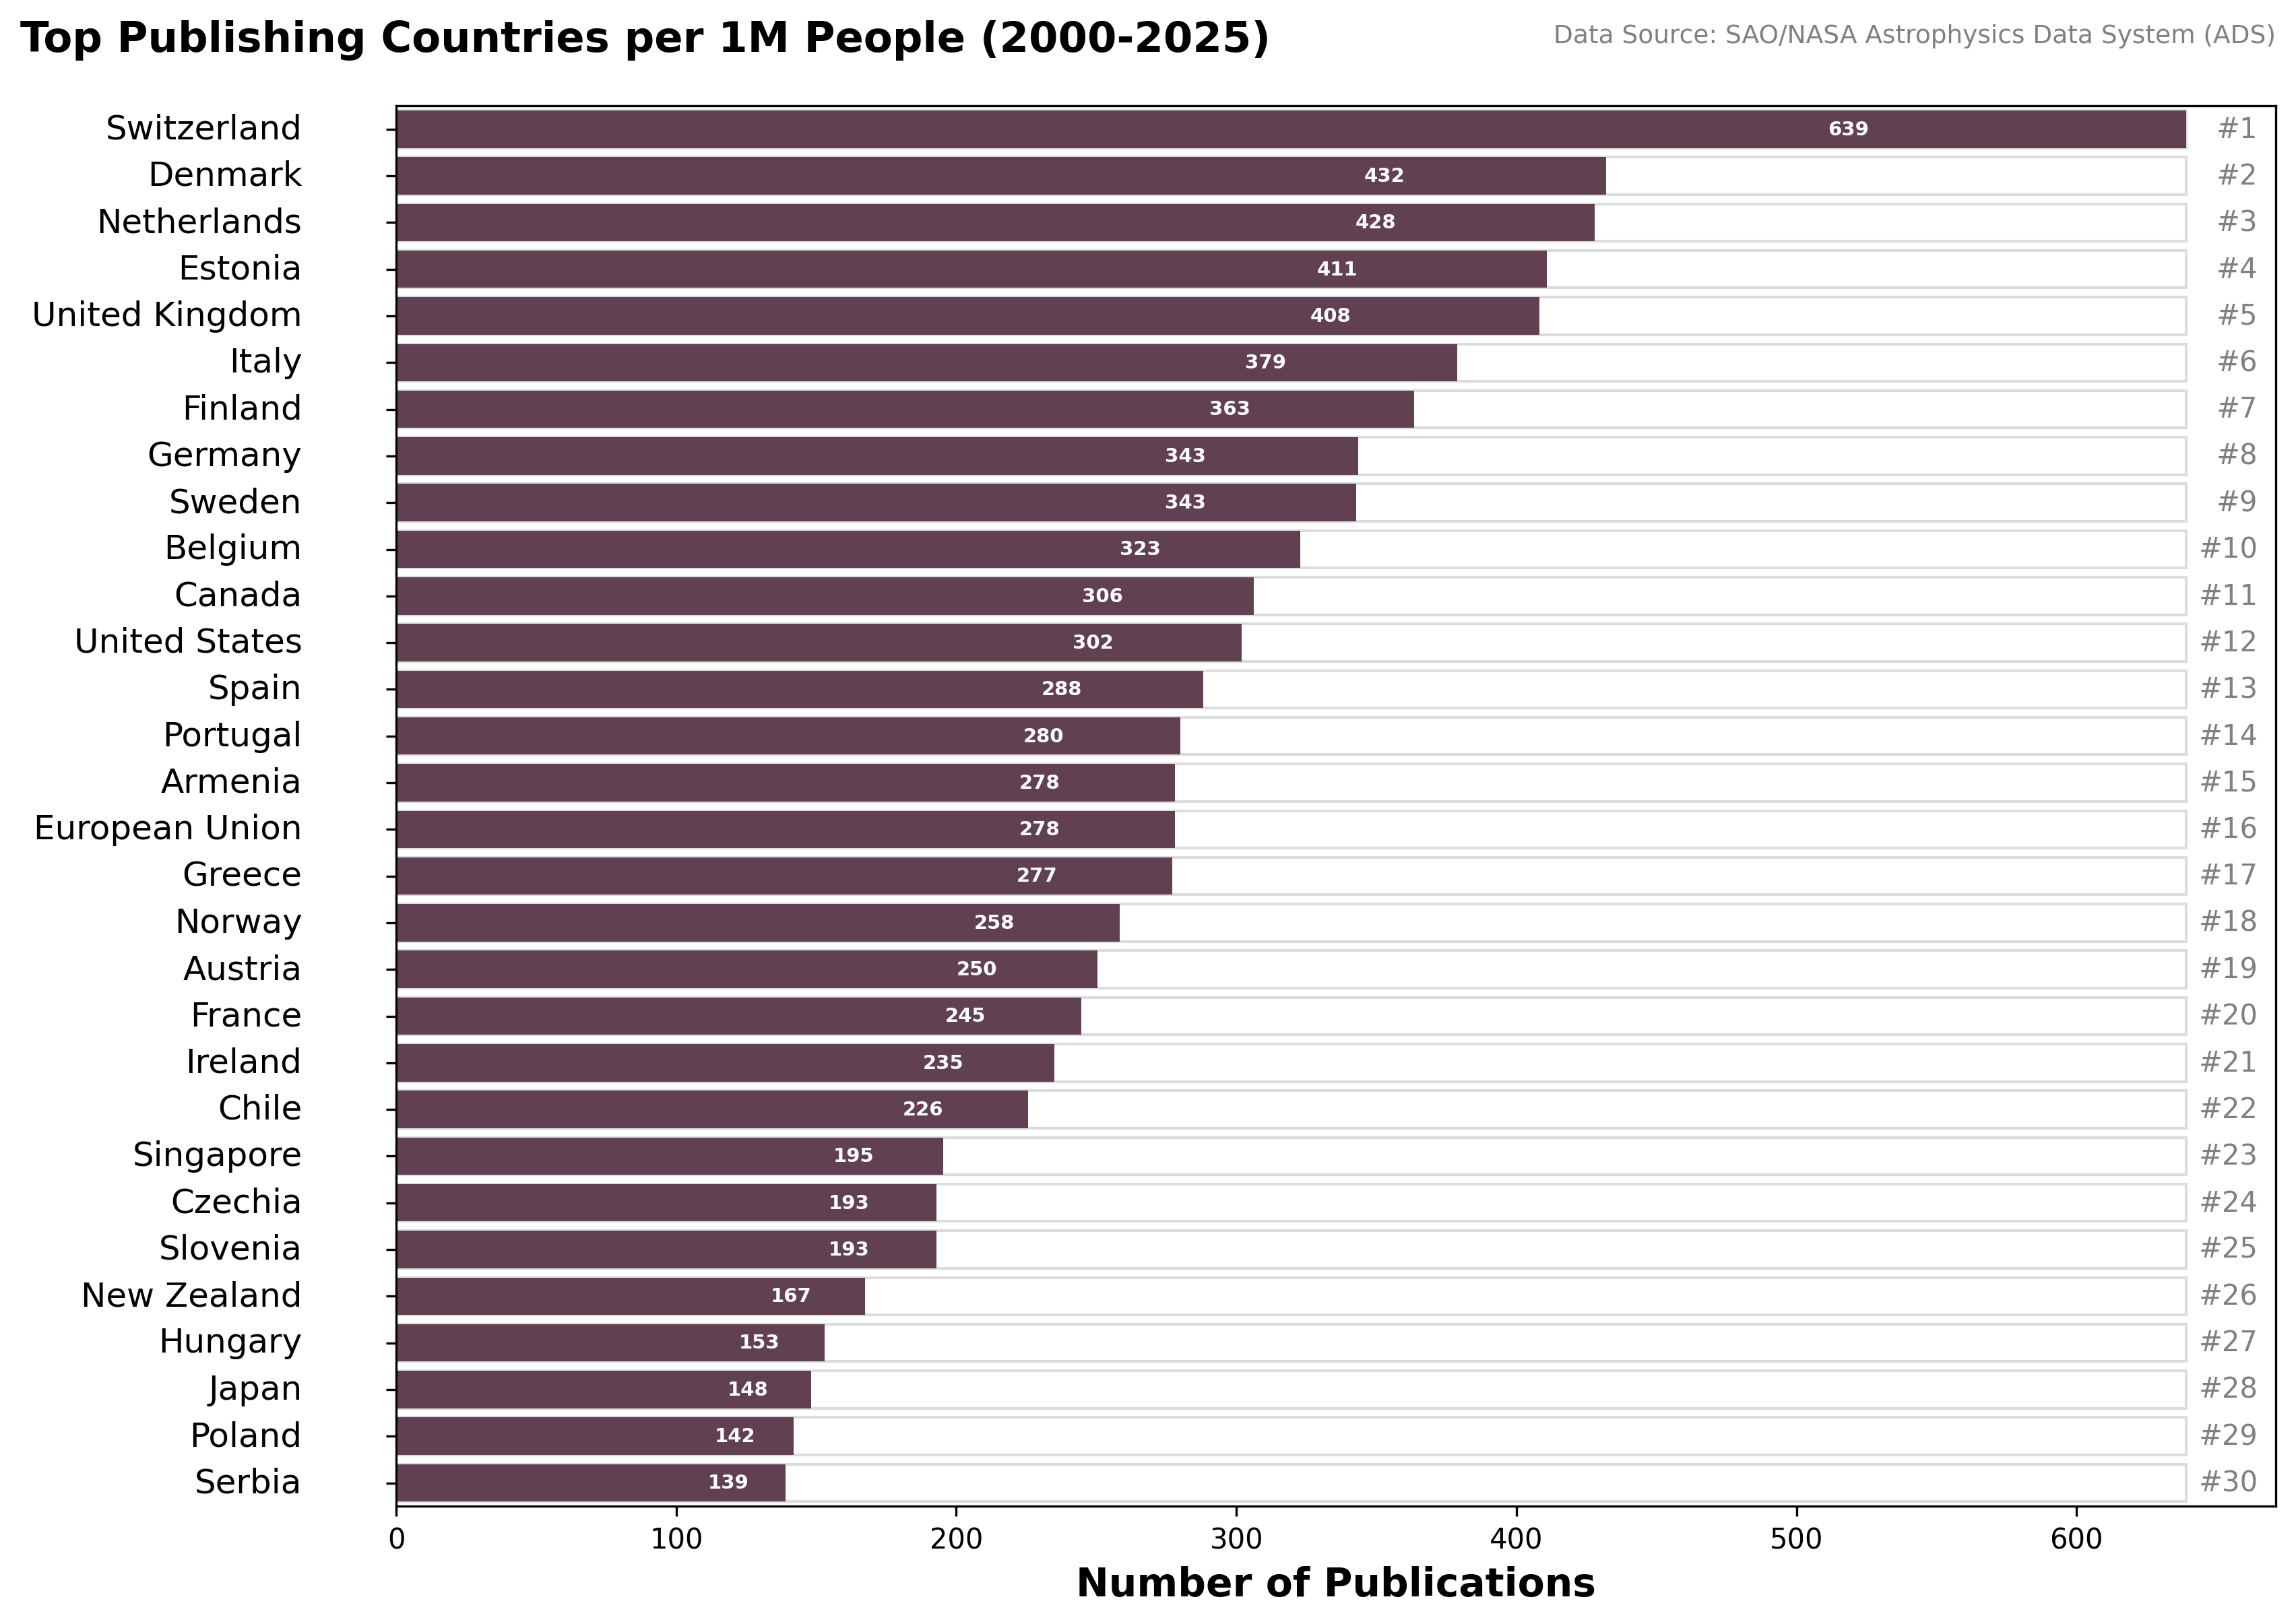 Top Publishing Countries per 1M People (2000-2025)
Data Source: SAO/NASA Astrophysics Data System (ADS)
Switzerland 639 #1
Denmark 432 #2
Netherlands 428 #3
Estonia 411 #4
United Kingdom 408 #5
Italy 379 #6
Finland 363 #7
Germany 343 #8
Sweden 343 #9
Belgium 323 #10
Canada 306 #11
United States 302 #12
Spain 288 #13
Portugal 280 #14
Armenia 278 #15
European Union 278 #16
Greece 277 #17
Norway 258 #18
Austria 250 #19
France 245 #20
Ireland 235 #21
Chile 226 #22
Singapore 195 #23
Czechia 193 #24
Slovenia 193 #25
New Zealand 167 #26
Hungary 153 #27
Japan 148 #28
Poland 142 #29
Serbia 139 #30
0 100 200 300 400 500 600
Number of Publications